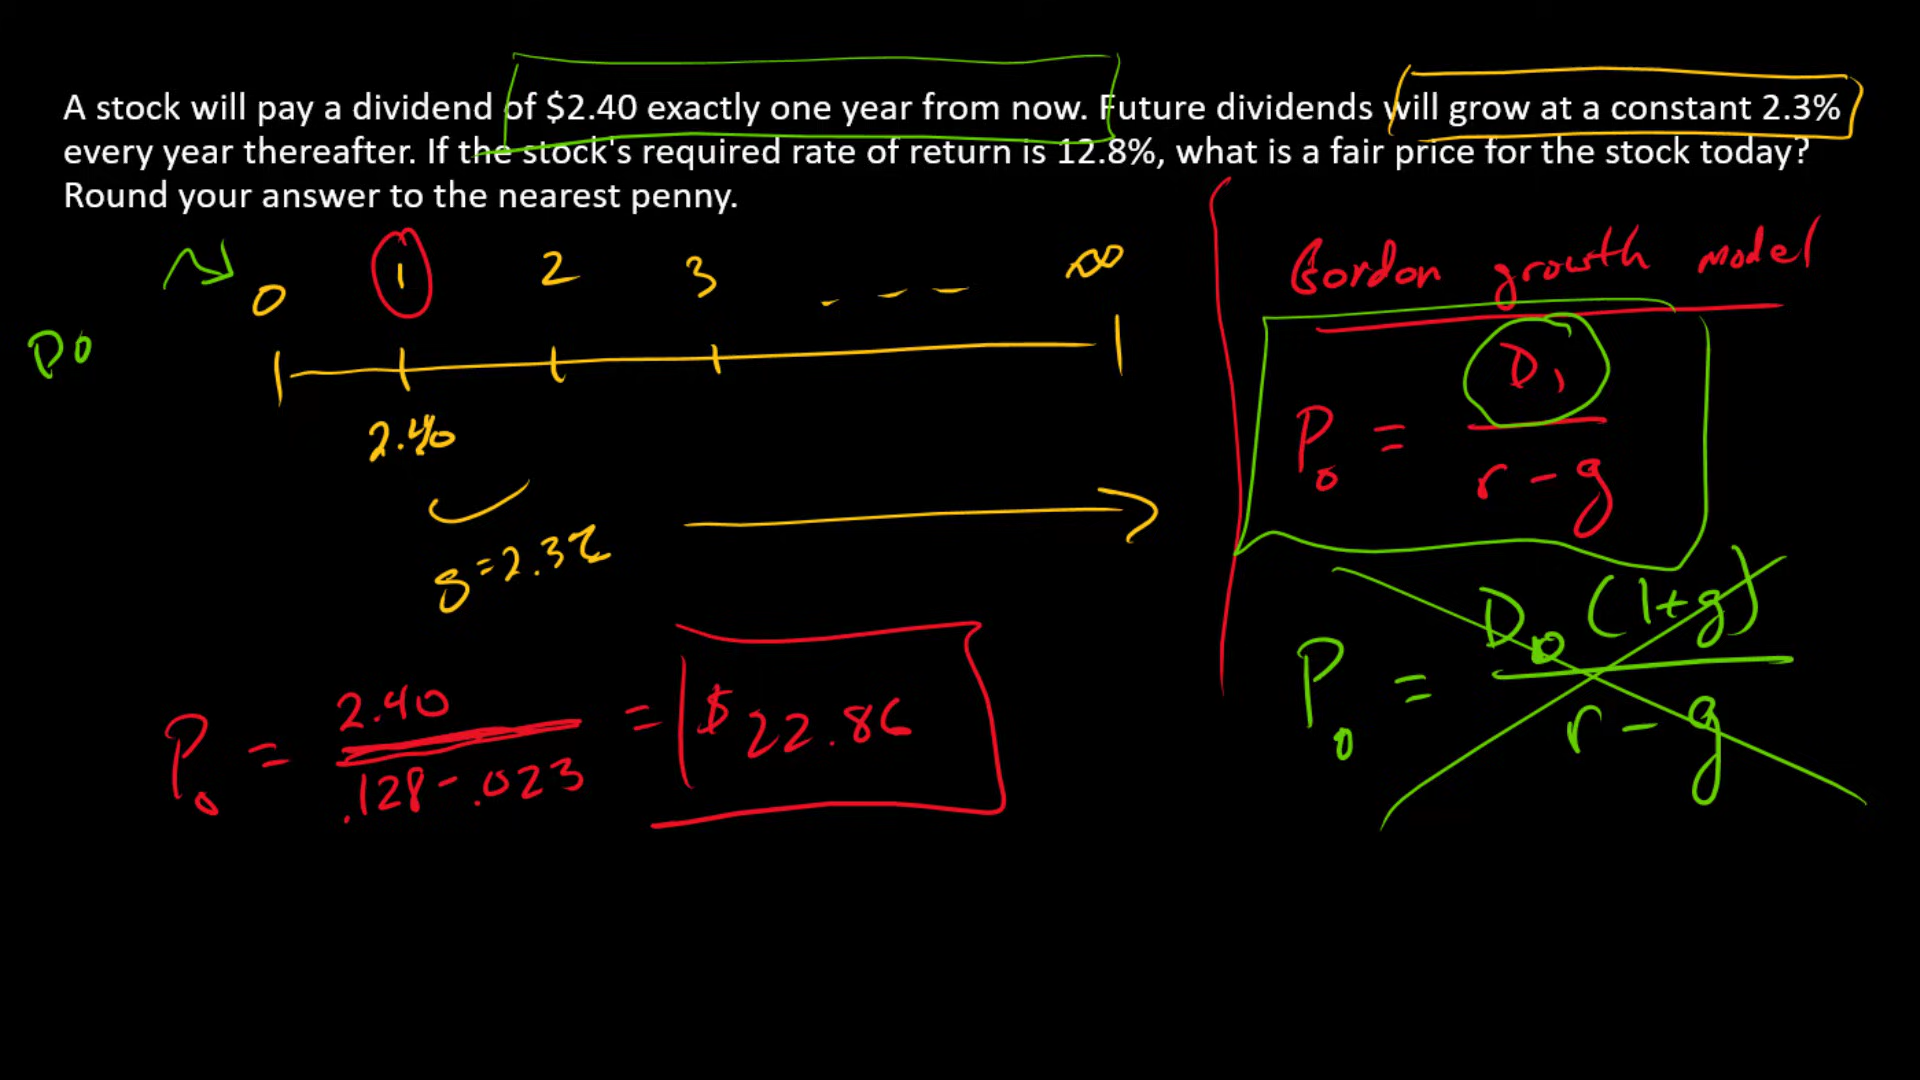 A stock will pay a dividend of $2.40 exactly one year from now. Future dividends will grow at a constant 2.3%
every year thereafter. If the stock's required rate of return is 12.8%, what is a fair price for the stock today?
Round your answer to the nearest penny.
0 1 2 3 - - - ∞
P0
2.40
g=2.3%
P0 = 2.40 / .128-.023 = $22.86
Gordon growth model
P0 = D1 / r-g
P0 = D0 (1+g) / r-g